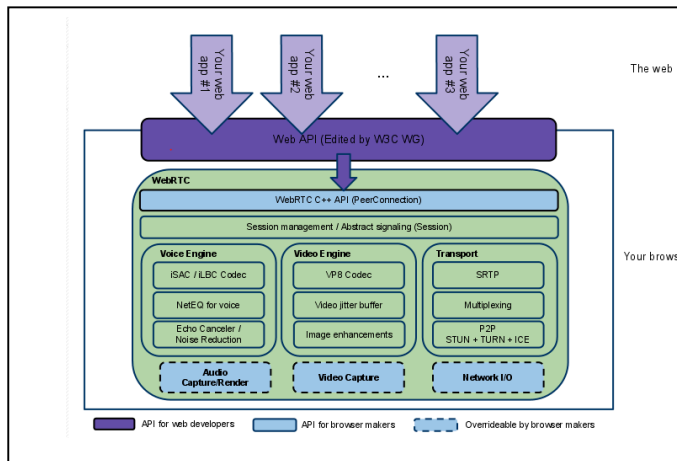 Your web
app #1
Your web
app #2
...
Your web
app #3
The web
Web API (Edited by W3C WG)
WebRTC
WebRTC C++ API (PeerConnection)
Session management / Abstract signaling (Session)
Your brows
Voice Engine
iSAC / iLBC Codec
NetEQ for voice
Echo Canceler /
Noise Reduction
Video Engine
VP8 Codec
Video jitter buffer
Image enhancements
Transport
SRTP
Multiplexing
P2P
STUN + TURN + ICE
Audio
Capture/Render
Video Capture
Network I/O
API for web developers
API for browser makers
Overrideable by browser makers